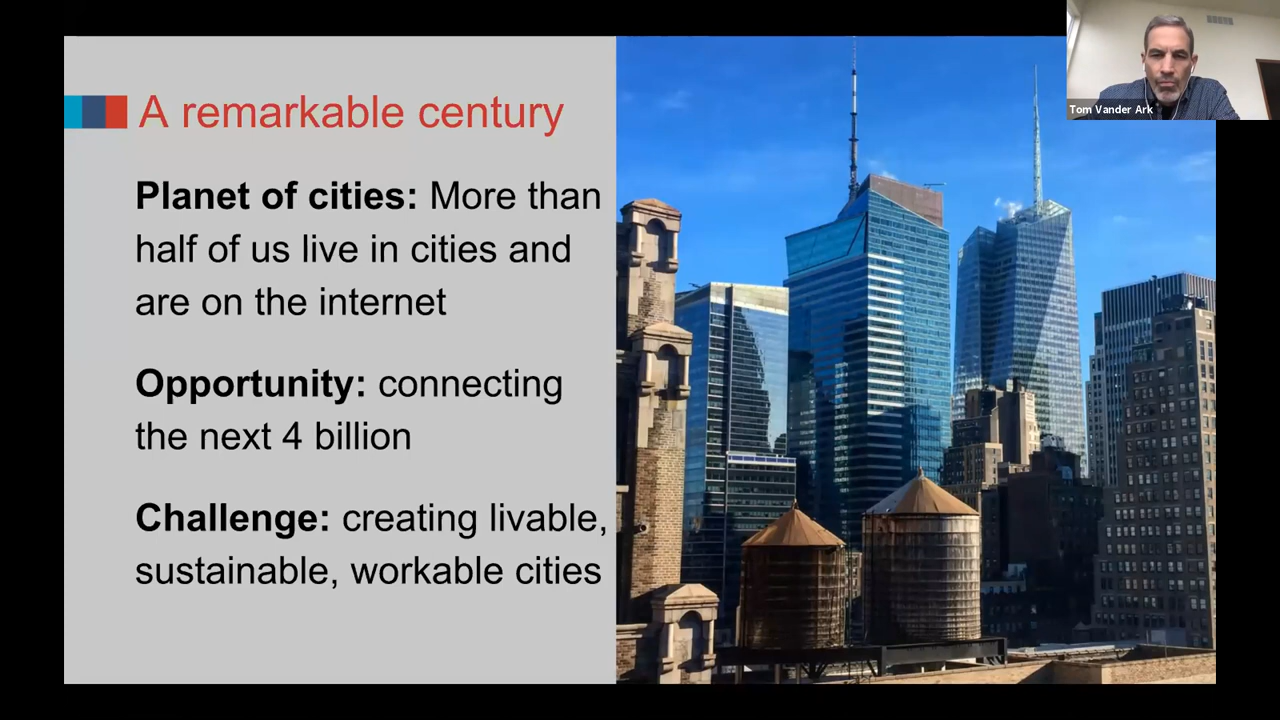 A remarkable century
Planet of cities: More than
half of us live in cities and
are on the internet
Opportunity: connecting
the next 4 billion
Challenge: creating livable,
sustainable, workable cities
Tom Vander Ark